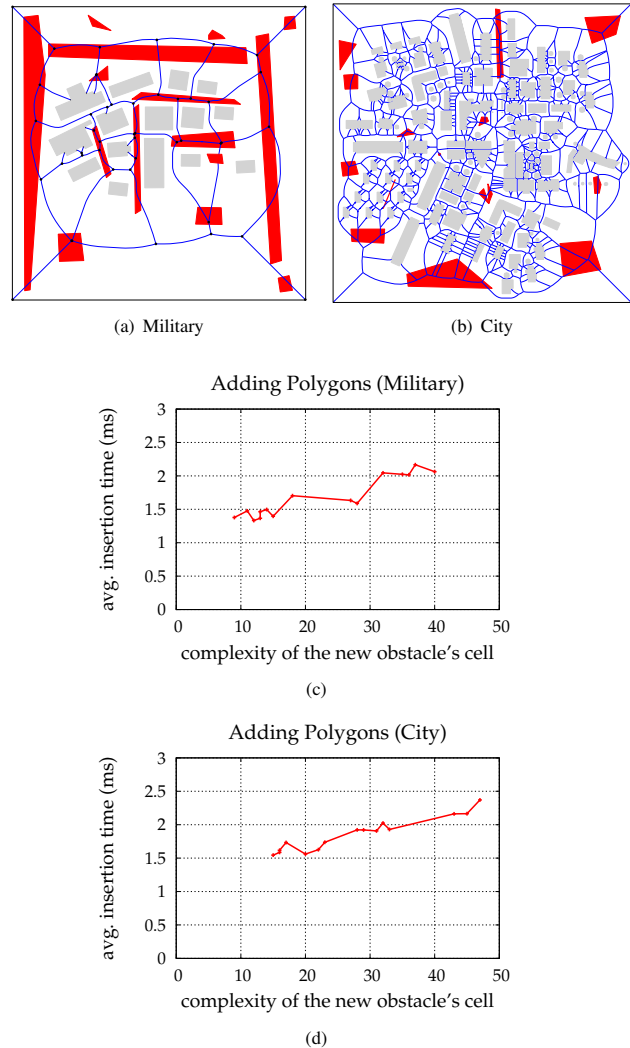 (a) Military
(b) City
Adding Polygons (Military)
3
2.5
2
1.5
1
0.5
0
avg. insertion time (ms)
0 10 20 30 40 50
complexity of the new obstacle's cell
(c)
Adding Polygons (City)
3
2.5
2
1.5
1
0.5
0
avg. insertion time (ms)
0 10 20 30 40 50
complexity of the new obstacle's cell
(d)